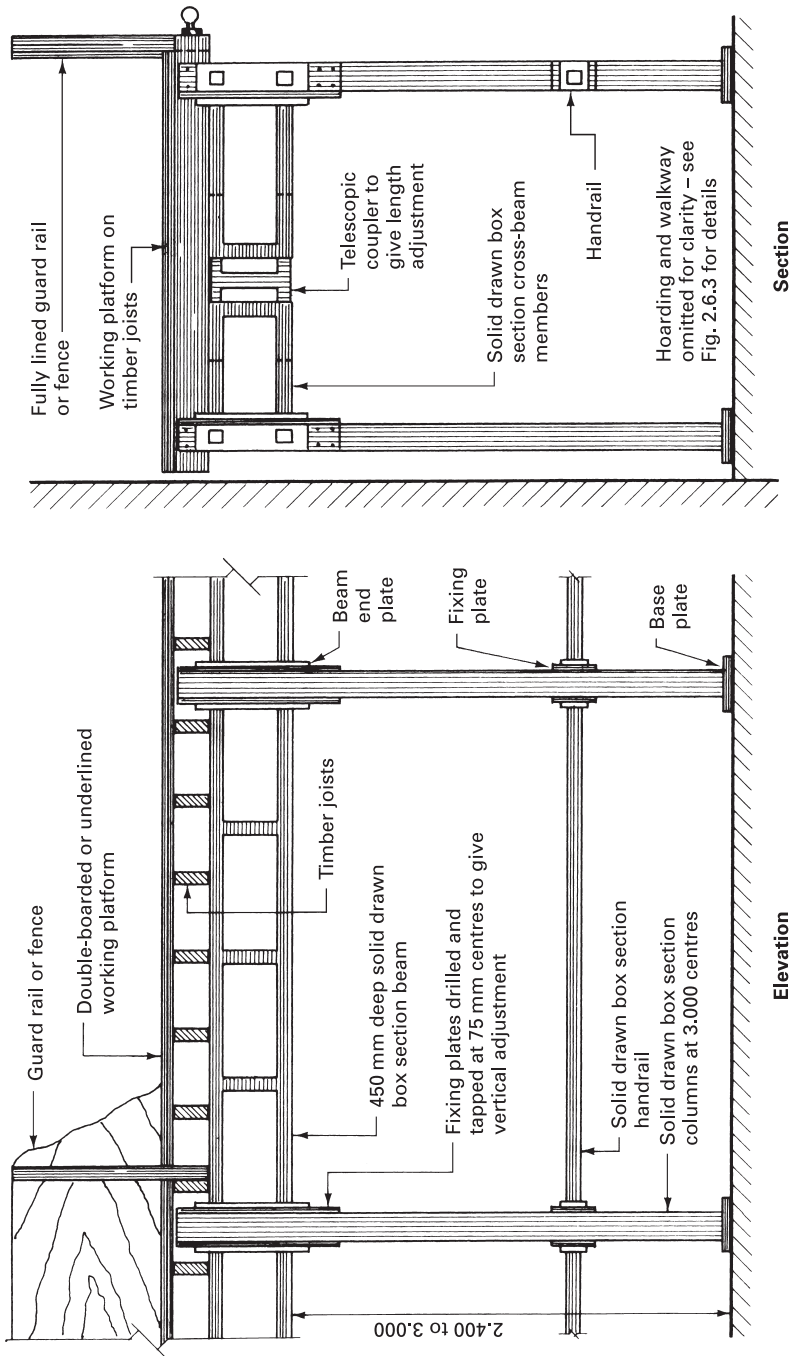 Guard rail or fence
Double-boarded or underlined
working platform
Timber joists
450 mm deep solid drawn
box section beam
Fixing plates drilled and
tapped at 75 mm centres to give
vertical adjustment
Solid drawn box section
handrail
Solid drawn box section
columns at 3.000 centres
2.400 to 3.000
Beam
end
plate
Fixing
plate
Base
plate
Elevation
Fully lined guard rail
or fence
Working platform on
timber joists
Telescopic
coupler to
give length
adjustment
Solid drawn box
section cross-beam
members
Handrail
Hoarding and walkway
omitted for clarity – see
Fig. 2.6.3 for details
Section